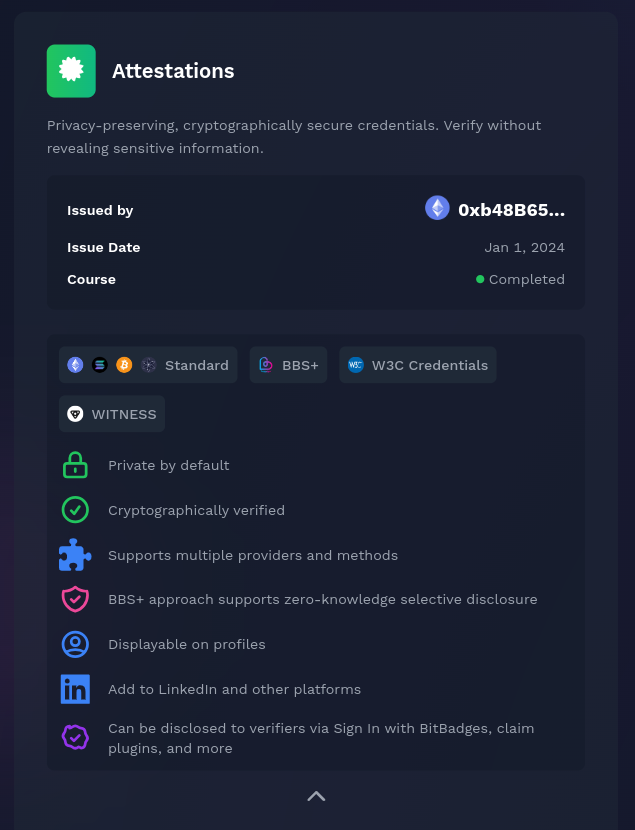 Attestations
Privacy-preserving, cryptographically secure credentials. Verify without
revealing sensitive information.
Issued by 0xb48B65...
Issue Date Jan 1, 2024
Course Completed
Standard BBS+ W3C Credentials
WITNESS
Private by default
Cryptographically verified
Supports multiple providers and methods
BBS+ approach supports zero-knowledge selective disclosure
Displayable on profiles
Add to LinkedIn and other platforms
Can be disclosed to verifiers via Sign In with BitBadges, claim
plugins, and more